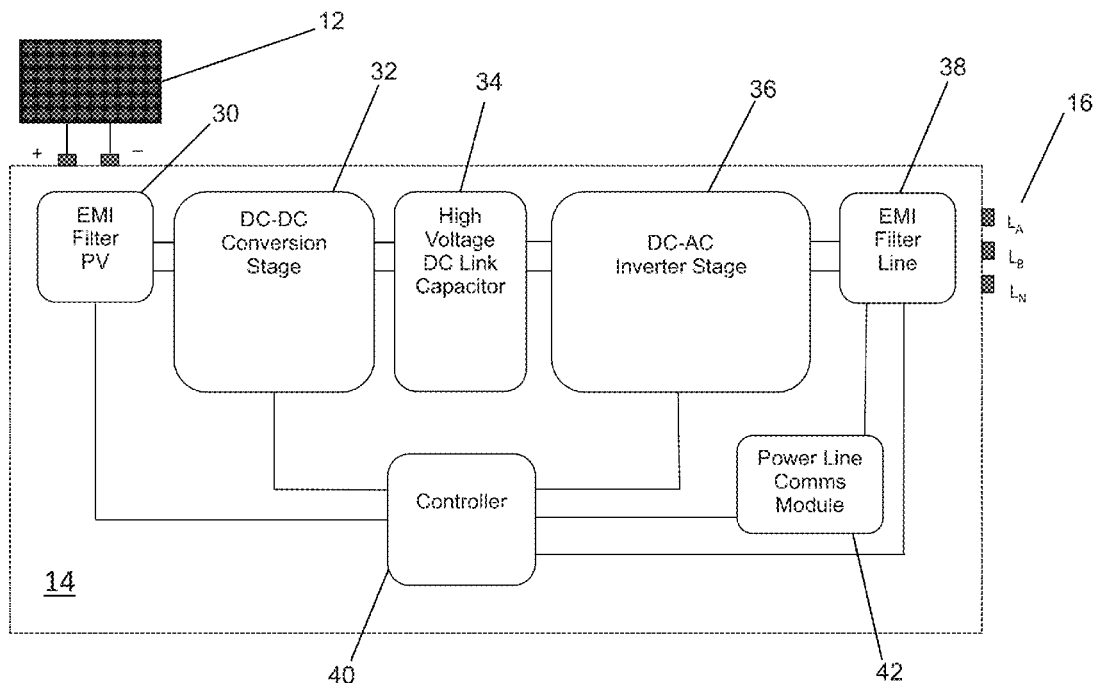 12
32
34
36
38
16
30
+ −
EMI
Filter
PV
DC-DC
Conversion
Stage
High
Voltage
DC Link
Capacitor
DC-AC
Inverter Stage
EMI
Filter
Line
LA
LB
LN
Controller
Power Line
Comms
Module
14
40
42